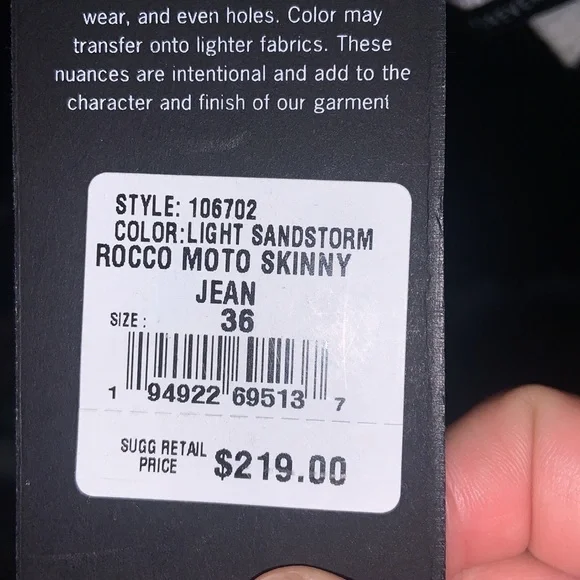 wear, and even holes. Color may
transfer onto lighter fabrics. These
nuances are intentional and add to the
character and finish of our garment
STYLE: 106702
COLOR:LIGHT SANDSTORM
ROCCO MOTO SKINNY
JEAN
SIZE: 36
1 94922 69513 7
SUGG RETAIL
PRICE $219.00